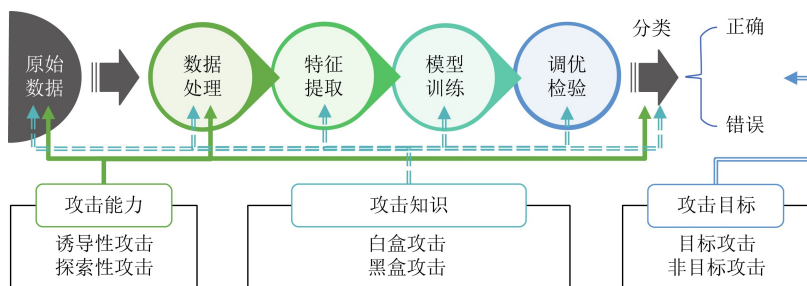 分类
正确
原始
数据
数据
处理
特征
提取
模型
训练
调优
检验
错误
攻击能力
攻击知识
攻击目标
诱导性攻击
探索性攻击
白盒攻击
黑盒攻击
目标攻击
非目标攻击